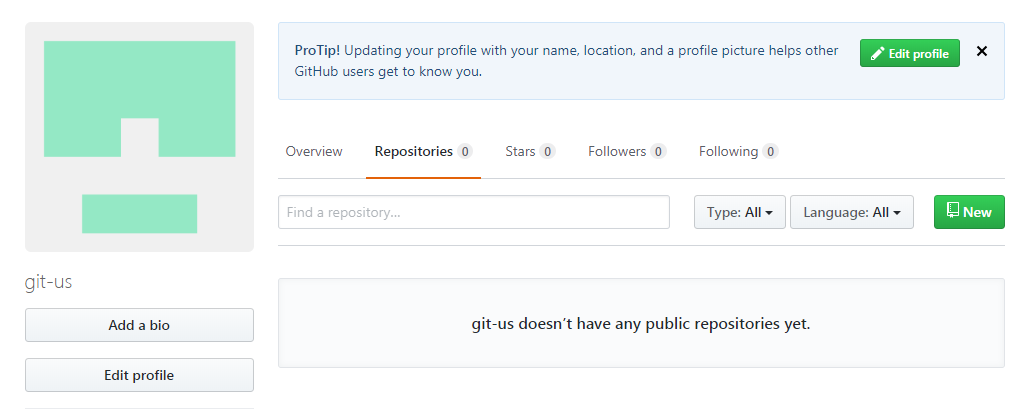 ProTip! Updating your profile with your name, location, and a profile picture helps other
GitHub users get to know you.
Edit profile
Overview Repositories 0 Stars 0 Followers 0 Following 0
Find a repository...
Type: All Language: All New
git-us
Add a bio
Edit profile
git-us doesn’t have any public repositories yet.